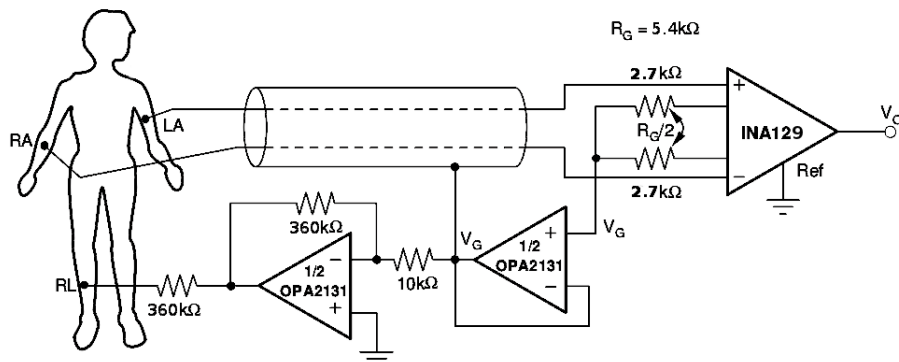 R_G = 5.4kΩ
2.7kΩ
+
LA
RA
R_G/2
INA129
V_O
Ref
−
2.7kΩ
360kΩ
V_G
+
V_G
1/2
OPA2131
−
−
1/2
OPA2131
+
10kΩ
RL
360kΩ